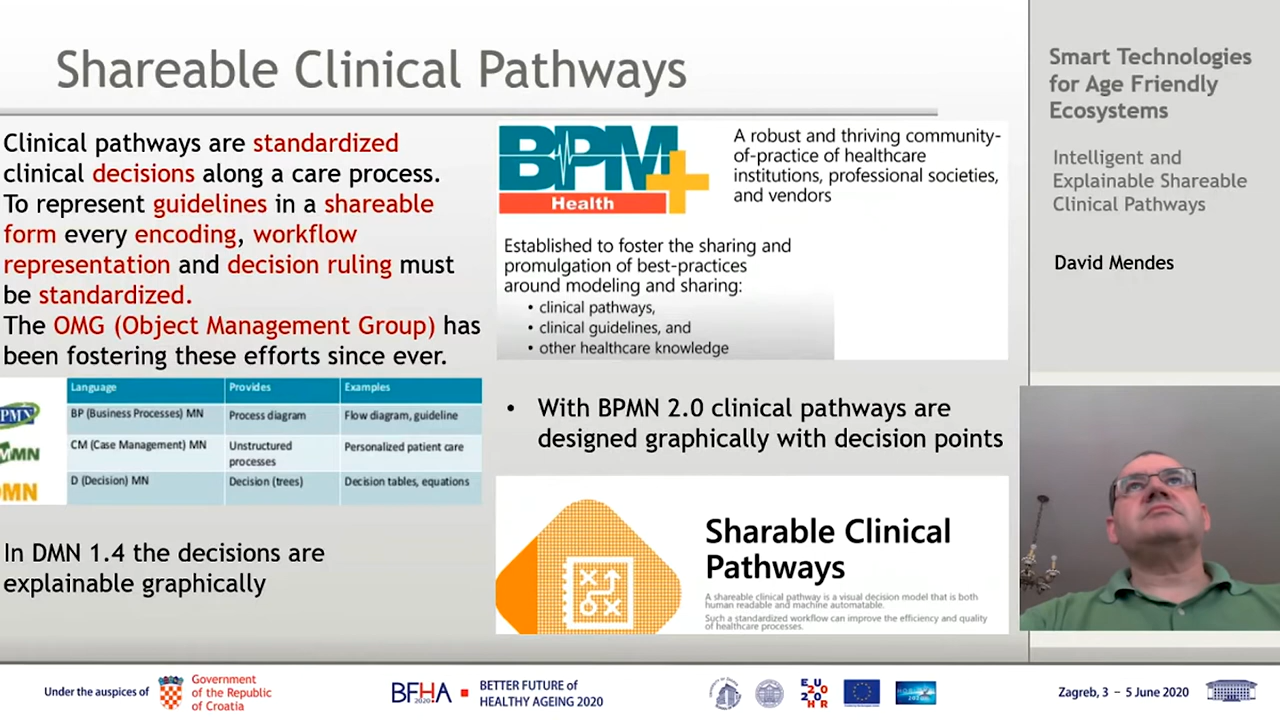 Shareable Clinical Pathways
Clinical pathways are standardized
clinical decisions along a care process.
To represent guidelines in a shareable
form every encoding, workflow
representation and decision ruling must
be standardized.
The OMG (Object Management Group) has
been fostering these efforts since ever.
Language Provides Examples
BP (Business Processes) MN Process diagram Flow diagram, guideline
CM (Case Management) MN Unstructured
processes
Personalized patient care
D (Decision) MN Decision (trees) Decision tables, equations
In DMN 1.4 the decisions are
explainable graphically
BPM+
Health
A robust and thriving community-
of-practice of healthcare
institutions, professional societies,
and vendors
Established to foster the sharing and
promulgation of best-practices
around modeling and sharing:
• clinical pathways,
• clinical guidelines, and
• other healthcare knowledge
• With BPMN 2.0 clinical pathways are
designed graphically with decision points
Sharable Clinical
Pathways
A shareable clinical pathway is a visual decision model that is both
human readable and machine automatable.
Such a standardized workflow can improve the efficiency and quality
of healthcare processes.
Smart Technologies
for Age Friendly
Ecosystems
Intelligent and
Explainable Shareable
Clinical Pathways
David Mendes
Under the auspices of
Government
of the Republic
of Croatia
BFHA
2020.
BETTER FUTURE of
HEALTHY AGEING 2020
EU
20
20
HR
Zagreb, 3 – 5 June 2020